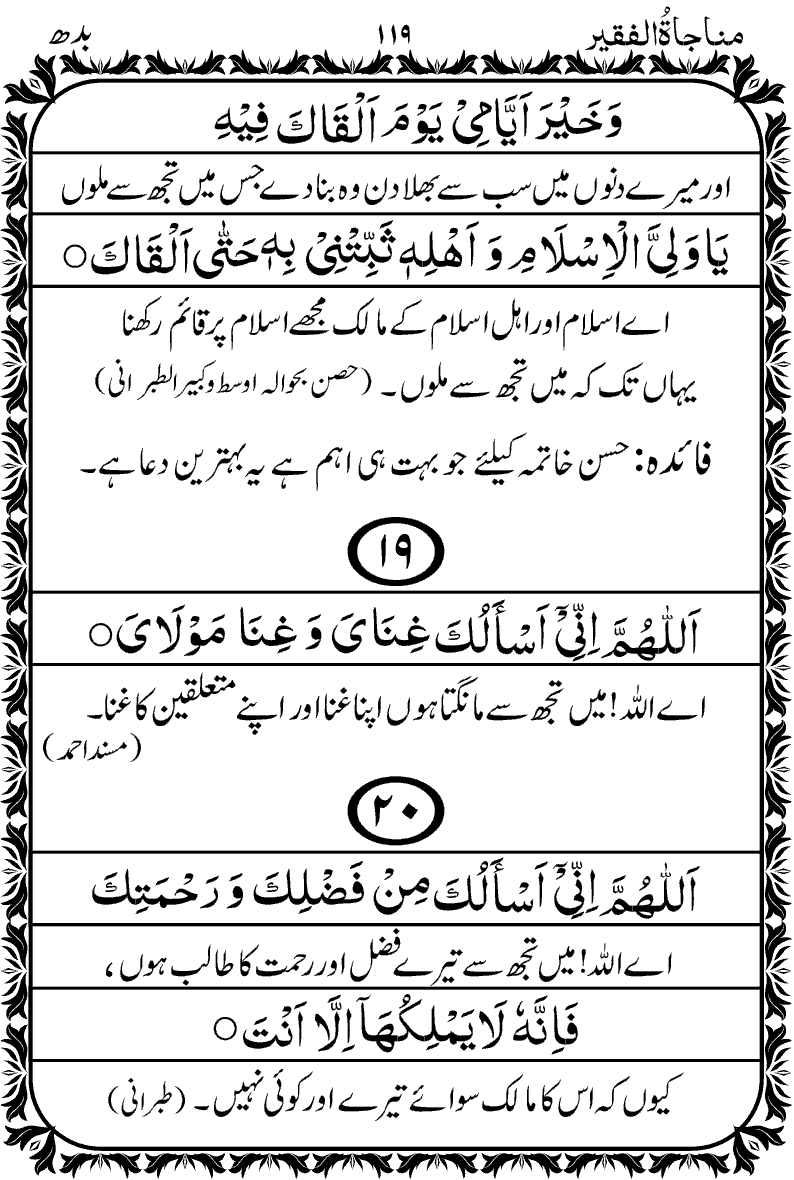 مناجاۃُالفقیر ۱۱۹ بدھ
وَخَیْرَ اَیَّامِیْ یَوْمَ اَلْقَاكَ فِیْهِ
اور میرے دنوں میں سب سے بھلا دن وہ بنادے جس میں تجھ سے ملوں
یَاوَلِیَّ الْاِسْلَامِ وَ اَهْلِهٖ ثَبِّتْنِیْ بِهٖ حَتّٰی اَلْقَاكَ○
اے اسلام اور اہل اسلام کے مالک مجھے اسلام پر قائم رکھنا
یہاں تک کہ میں تجھ سے ملوں۔ (حصن بحوالہ اوسط وکبیر الطبرانی)
فائدہ: حسن خاتمہ کیلئے جو بہت ہی اہم ہے یہ بہترین دعا ہے۔
۱۹
اَللّٰهُمَّ اِنِّیْۤ اَسْأَلُكَ غِنَایَ وَ غِنَا مَوْلَایَ○
اے اللہ! میں تجھ سے مانگتا ہوں اپنا غنا اور اپنے متعلقین کا غنا۔
(مسند احمد)
۲۰
اَللّٰهُمَّ اِنِّیْۤ اَسْأَلُكَ مِنْ فَضْلِكَ وَ رَحْمَتِكَ
اے اللہ! میں تجھ سے تیرے فضل اور رحمت کا طالب ہوں،
فَاِنَّهٗ لَا یَمْلِكُهَاۤ اِلَّا اَنْتَ○
کیوں کہ اس کا مالک سوائے تیرے اور کوئی نہیں۔ (طبرانی)